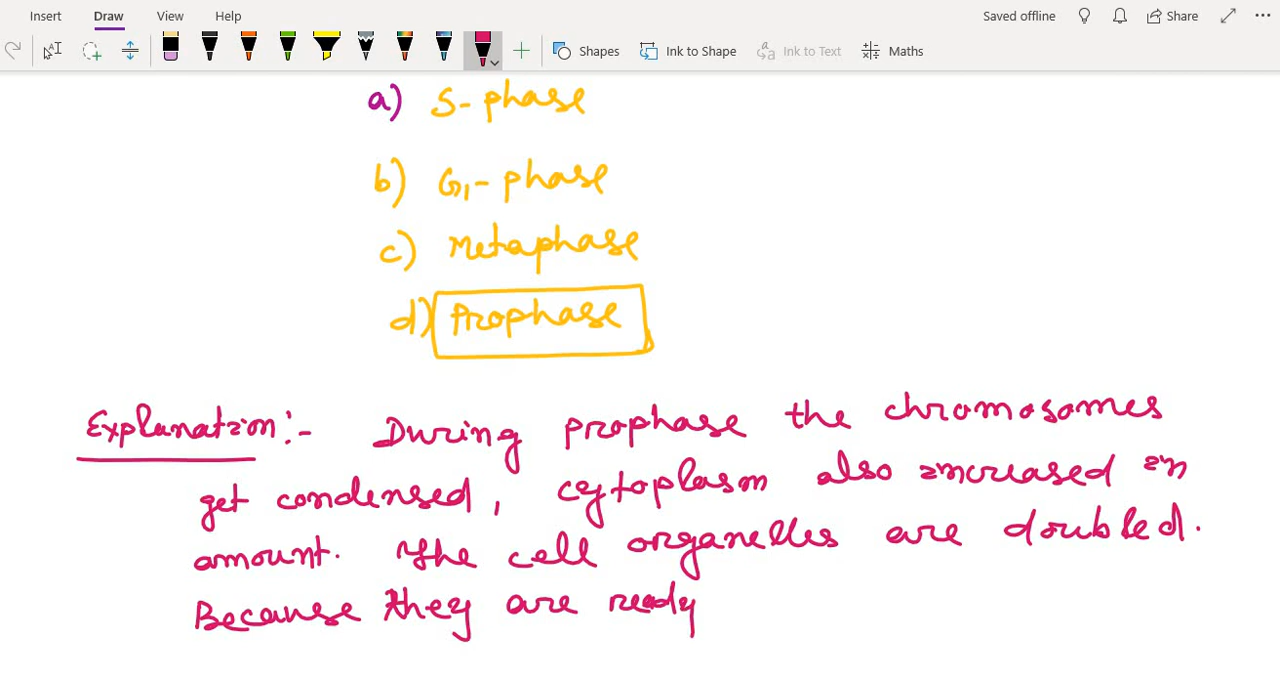 Insert Draw View Help Saved offline Share
Shapes Ink to Shape Ink to Text Maths
a) S-phase
b) G1-phase
c) Metaphase
d) Prophase
Explanation:- During prophase the chromosomes
get condensed, cytoplasm also increased in
amount. The cell organelles are doubled.
Because they are ready